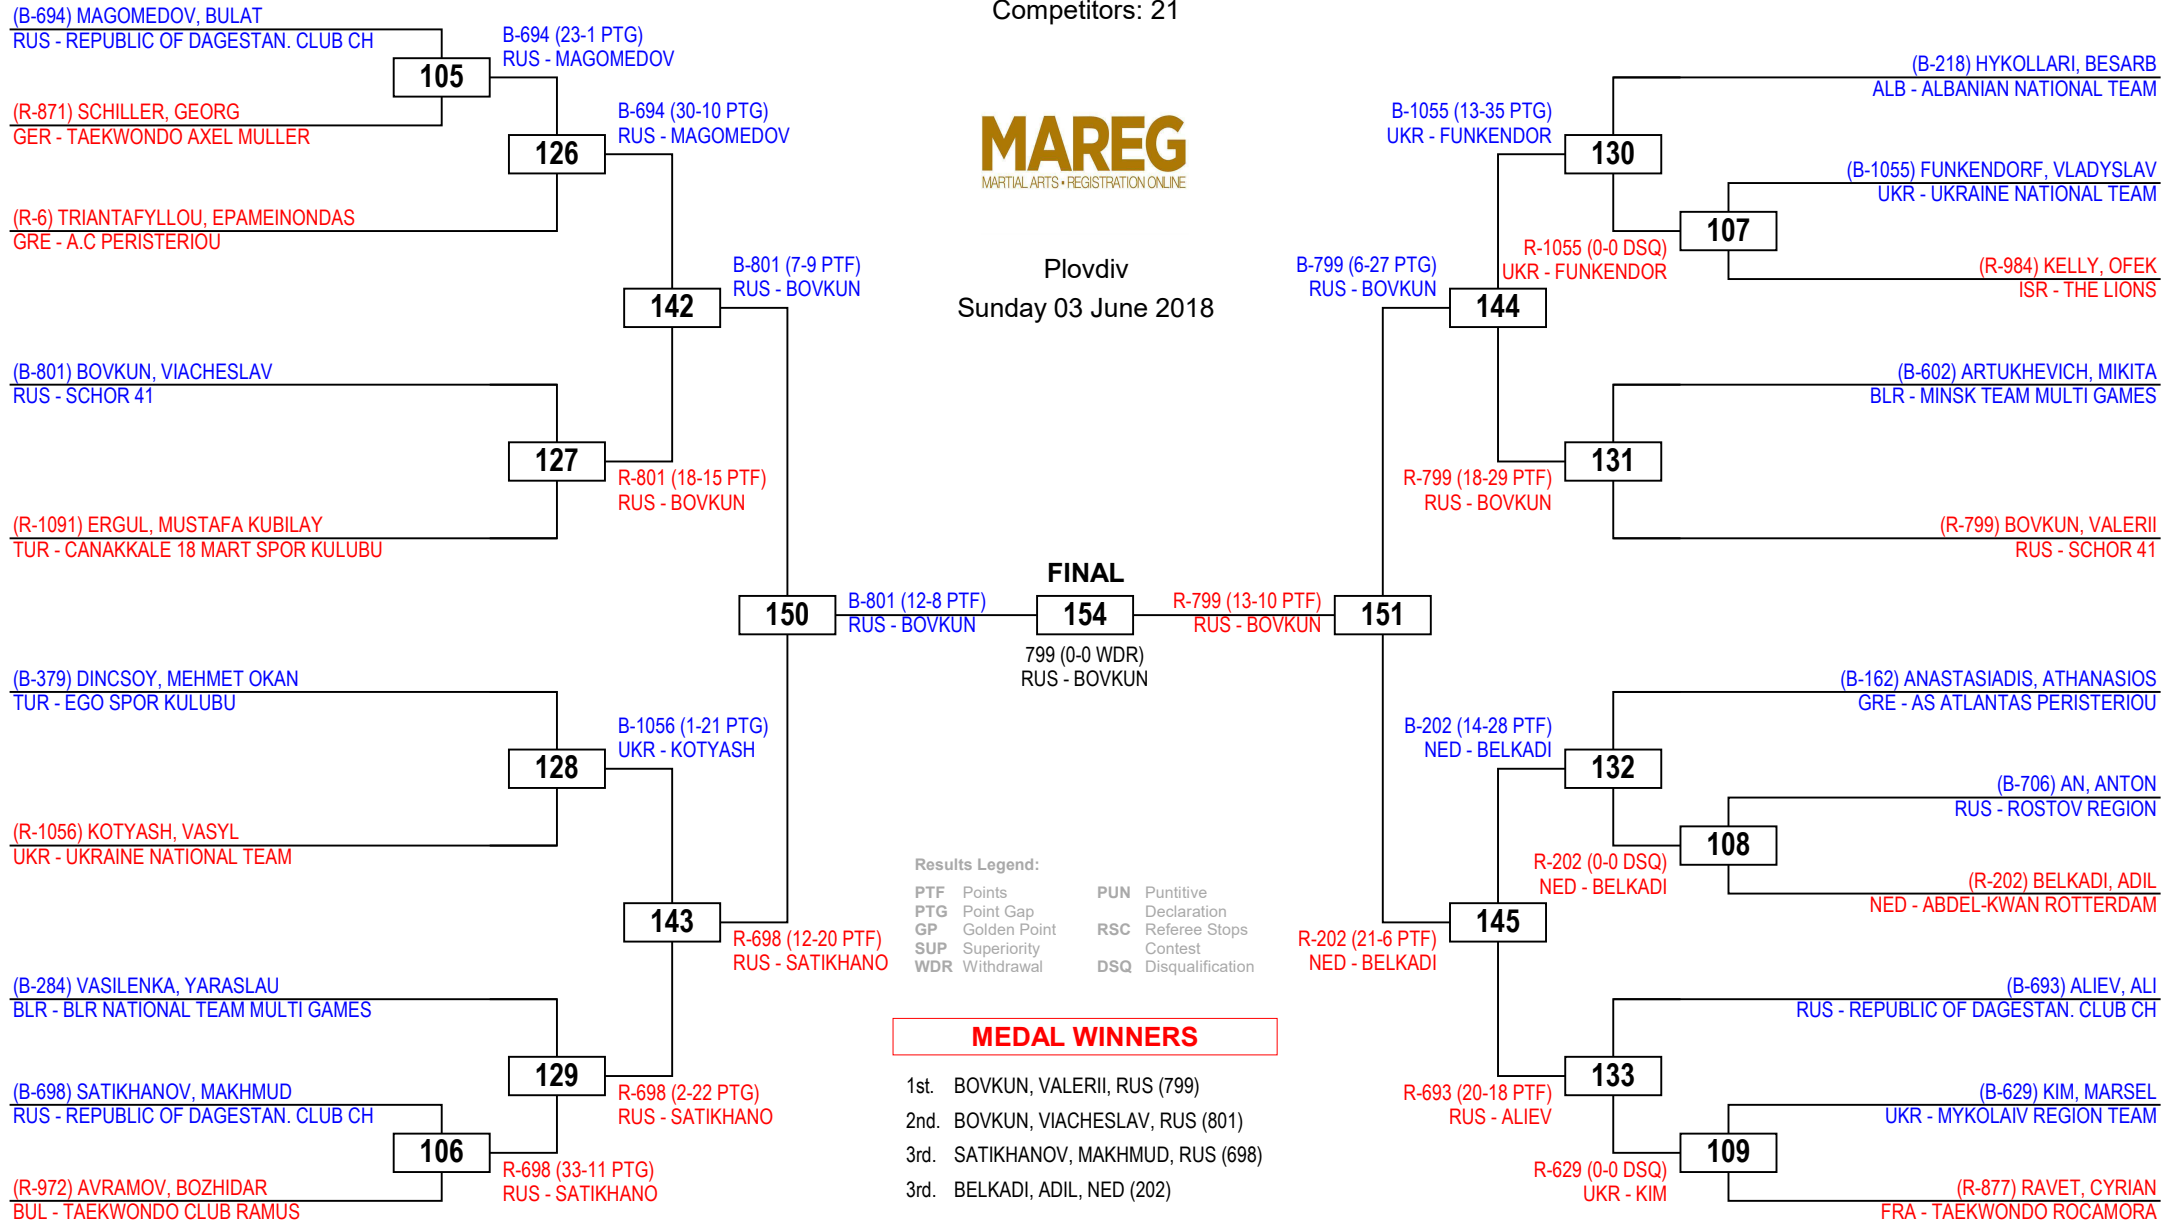 Competitors: 21
MAREG
MARTIAL ARTS • REGISTRATION ONLINE
Plovdiv
Sunday 03 June 2018
(B-694) MAGOMEDOV, BULAT
RUS - REPUBLIC OF DAGESTAN. CLUB CH
105
(R-871) SCHILLER, GEORG
GER - TAEKWONDO AXEL MULLER
B-694 (23-1 PTG)
RUS - MAGOMEDOV
126
(R-6) TRIANTAFYLLOU, EPAMEINONDAS
GRE - A.C PERISTERIOU
B-694 (30-10 PTG)
RUS - MAGOMEDOV
142
B-801 (7-9 PTF)
RUS - BOVKUN
(B-801) BOVKUN, VIACHESLAV
RUS - SCHOR 41
127
R-801 (18-15 PTF)
RUS - BOVKUN
(R-1091) ERGUL, MUSTAFA KUBILAY
TUR - CANAKKALE 18 MART SPOR KULUBU
150
B-801 (12-8 PTF)
RUS - BOVKUN
(B-379) DINCSOY, MEHMET OKAN
TUR - EGO SPOR KULUBU
128
B-1056 (1-21 PTG)
UKR - KOTYASH
(R-1056) KOTYASH, VASYL
UKR - UKRAINE NATIONAL TEAM
143
R-698 (12-20 PTF)
RUS - SATIKHANO
(B-284) VASILENKA, YARASLAU
BLR - BLR NATIONAL TEAM MULTI GAMES
129
R-698 (2-22 PTG)
RUS - SATIKHANO
(B-698) SATIKHANOV, MAKHMUD
RUS - REPUBLIC OF DAGESTAN. CLUB CH
106
R-698 (33-11 PTG)
RUS - SATIKHANO
(R-972) AVRAMOV, BOZHIDAR
BUL - TAEKWONDO CLUB RAMUS
FINAL
154
799 (0-0 WDR)
RUS - BOVKUN
(B-218) HYKOLLARI, BESARB
ALB - ALBANIAN NATIONAL TEAM
B-1055 (13-35 PTG)
UKR - FUNKENDOR
130
(B-1055) FUNKENDORF, VLADYSLAV
UKR - UKRAINE NATIONAL TEAM
107
R-1055 (0-0 DSQ)
UKR - FUNKENDOR
(R-984) KELLY, OFEK
ISR - THE LIONS
B-799 (6-27 PTG)
RUS - BOVKUN
144
(B-602) ARTUKHEVICH, MIKITA
BLR - MINSK TEAM MULTI GAMES
131
R-799 (18-29 PTF)
RUS - BOVKUN
(R-799) BOVKUN, VALERII
RUS - SCHOR 41
R-799 (13-10 PTF)
RUS - BOVKUN
151
(B-162) ANASTASIADIS, ATHANASIOS
GRE - AS ATLANTAS PERISTERIOU
B-202 (14-28 PTF)
NED - BELKADI
132
(B-706) AN, ANTON
RUS - ROSTOV REGION
108
R-202 (0-0 DSQ)
NED - BELKADI
(R-202) BELKADI, ADIL
NED - ABDEL-KWAN ROTTERDAM
145
R-202 (21-6 PTF)
NED - BELKADI
(B-693) ALIEV, ALI
RUS - REPUBLIC OF DAGESTAN. CLUB CH
133
R-693 (20-18 PTF)
RUS - ALIEV
(B-629) KIM, MARSEL
UKR - MYKOLAIV REGION TEAM
109
R-629 (0-0 DSQ)
UKR - KIM
(R-877) RAVET, CYRIAN
FRA - TAEKWONDO ROCAMORA
Results Legend:
PTF Points
PTG Point Gap
GP Golden Point
SUP Superiority
WDR Withdrawal
PUN Puntitive
Declaration
RSC Referee Stops
Contest
DSQ Disqualification
MEDAL WINNERS
1st. BOVKUN, VALERII, RUS (799)
2nd. BOVKUN, VIACHESLAV, RUS (801)
3rd. SATIKHANOV, MAKHMUD, RUS (698)
3rd. BELKADI, ADIL, NED (202)